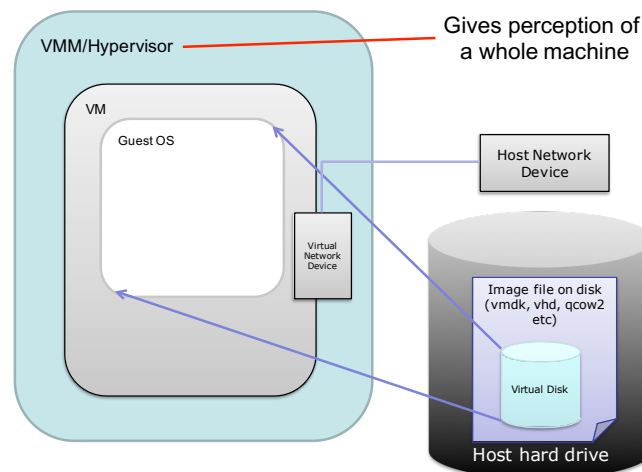 Gives perception of
a whole machine
VMM/Hypervisor
VM
Guest OS
Host Network
Device
Virtual
Network
Device
Image file on disk
(vmdk, vhd, qcow2
etc)
Virtual Disk
Host hard drive